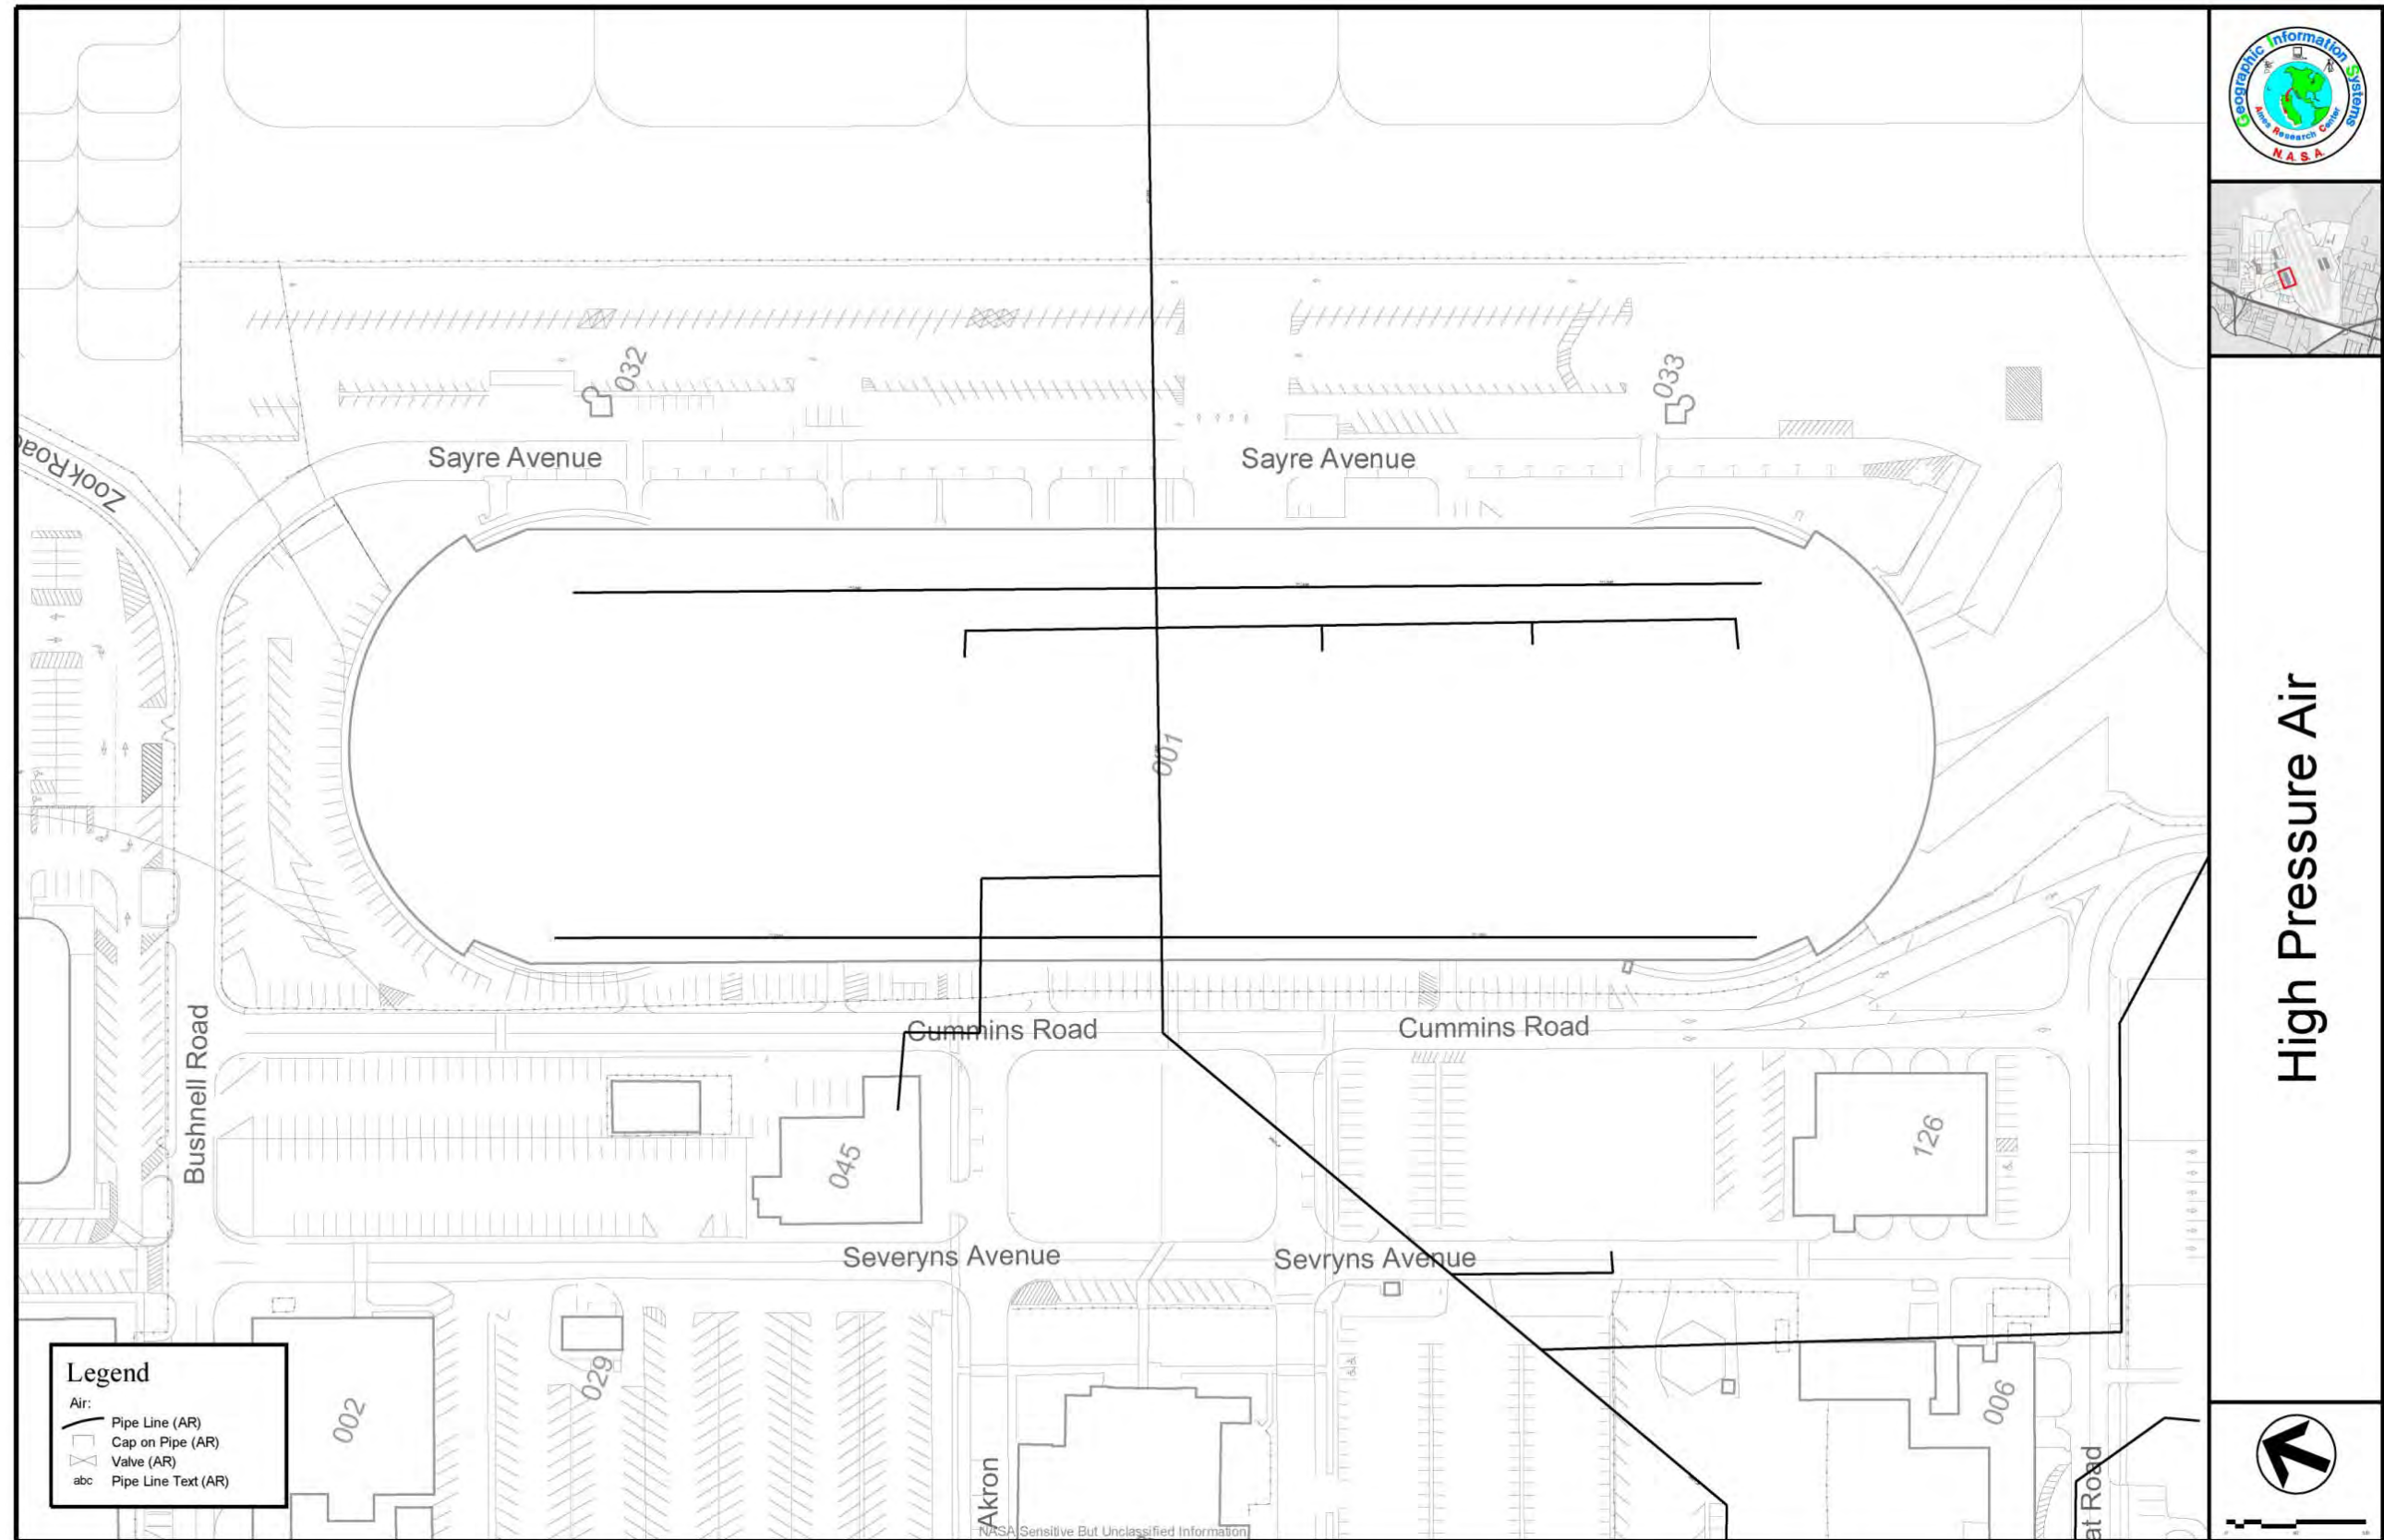 Geographic Information Systems
Ames Research Center
N.A.S.A.
032
033
Zook Road
Sayre Avenue
Sayre Avenue
001
High Pressure Air
Cummins Road
Cummins Road
Bushnell Road
045
126
Severyns Avenue
Sevryns Avenue
Legend
Air:
Pipe Line (AR)
Cap on Pipe (AR)
Valve (AR)
abc Pipe Line Text (AR)
002
029
006
Akron
at Road
NASA Sensitive But Unclassified Information